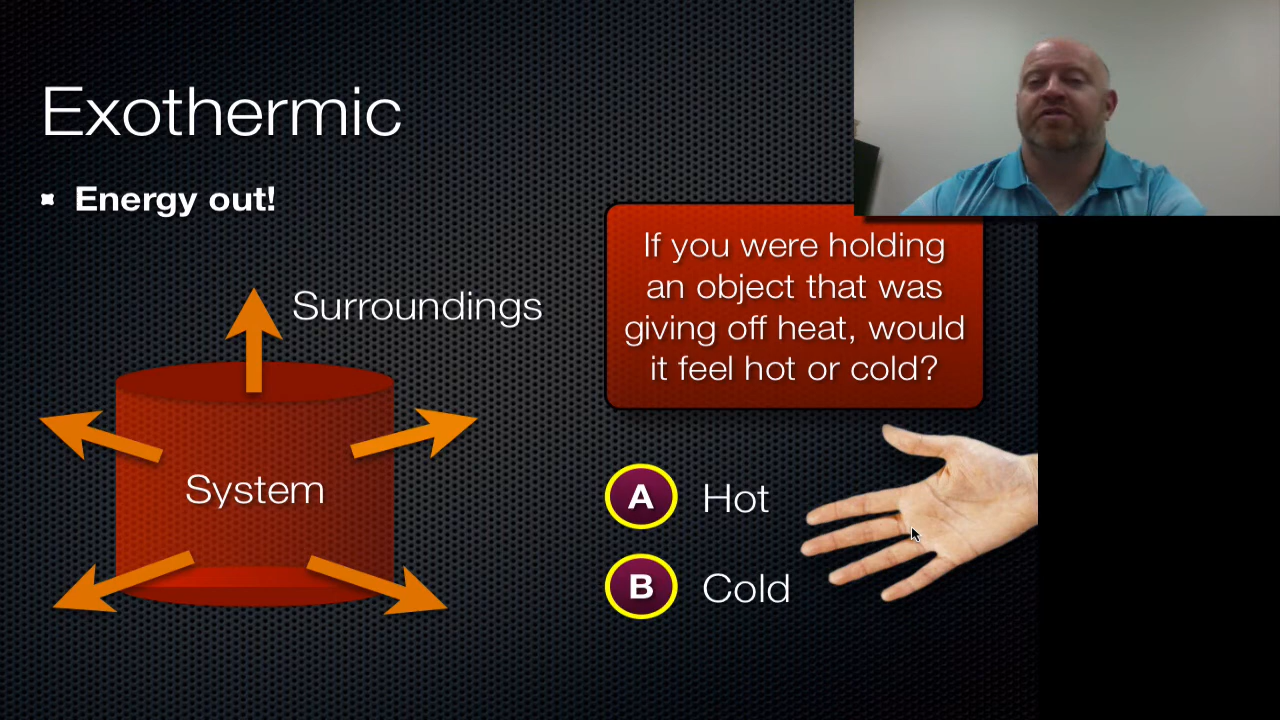 Exothermic
Energy out!
Surroundings
System
If you were holding
an object that was
giving off heat, would
it feel hot or cold?
A Hot
B Cold